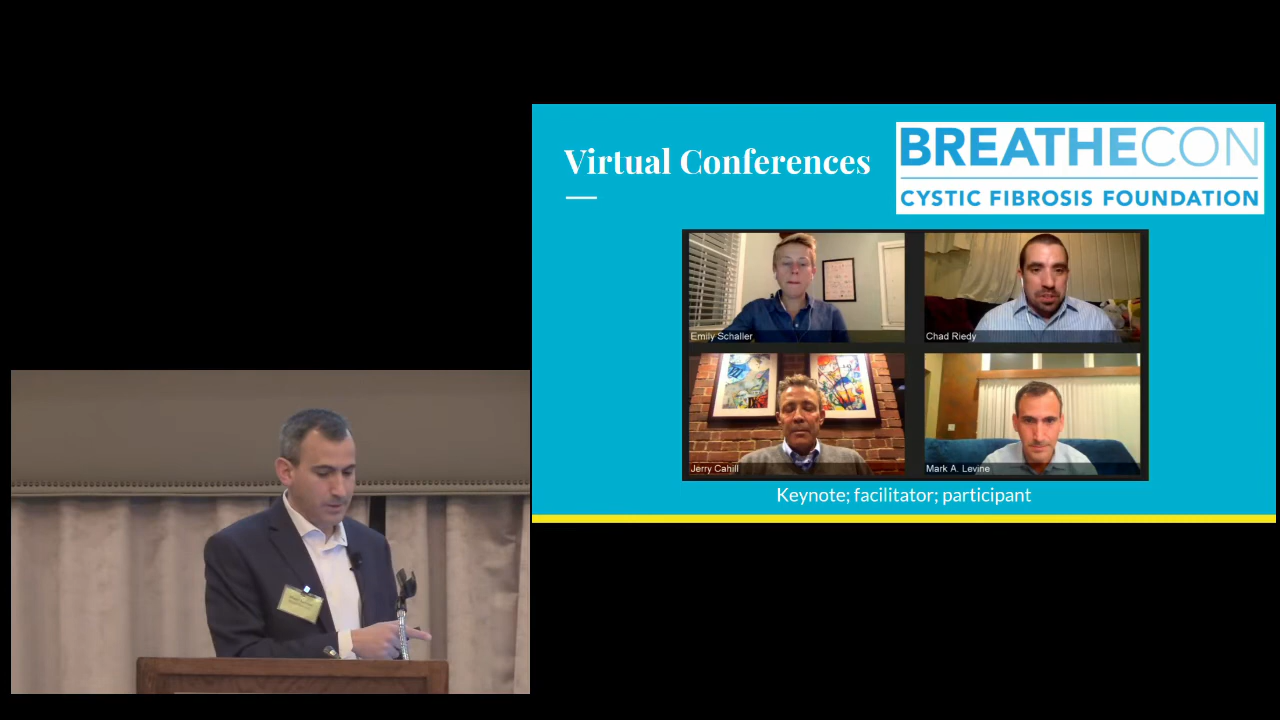 Virtual Conferences
BREATHECON
CYSTIC FIBROSIS FOUNDATION
Emily Schaller
Chad Riedy
Jerry Cahill
Mark A. Levine
Keynote; facilitator; participant